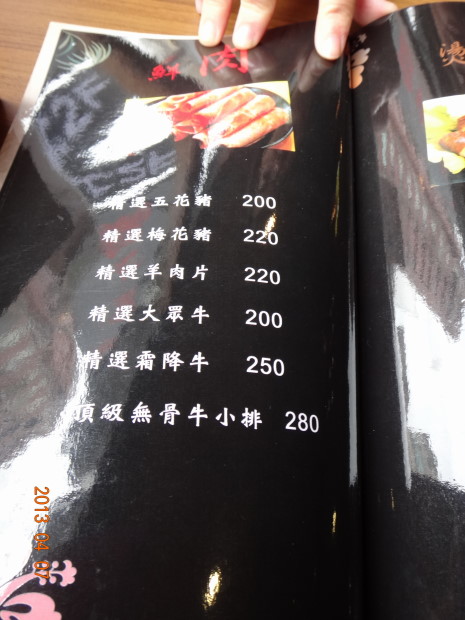 鮮 肉
精選五花豬 200
精選梅花豬 220
精選羊肉片 220
精選大眾牛 200
精選霜降牛 250
頂級無骨牛小排 280
2013 04 07